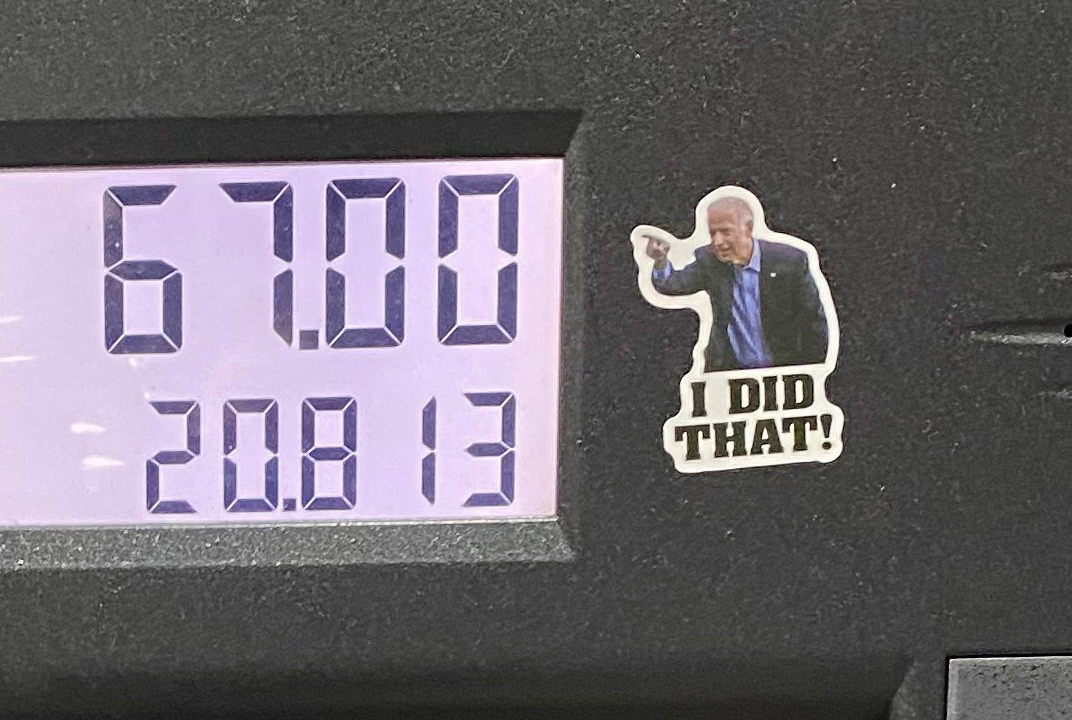 67.00
20.813
I DID
THAT!